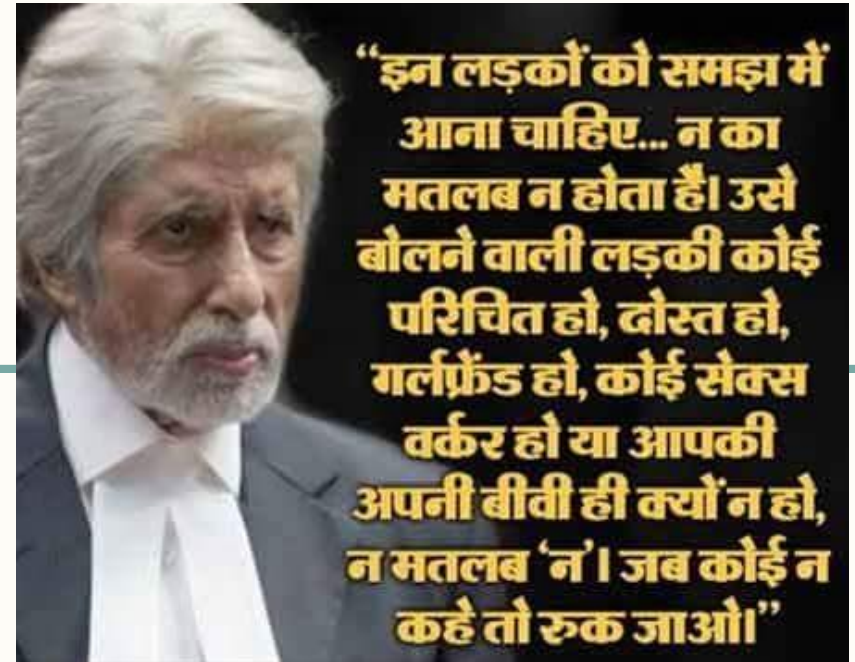 “इन लड़कों को समझ में
आना चाहिए... न का
मतलब न होता है। उसे
बोलने वाली लड़की कोई
परिचित हो, दोस्त हो,
गर्लफ्रेंड हो, कोई सेक्स
वर्कर हो या आपकी
अपनी बीवी ही क्यों न हो,
न मतलब ‘न’। जब कोई न
कहे तो रुक जाओ।”